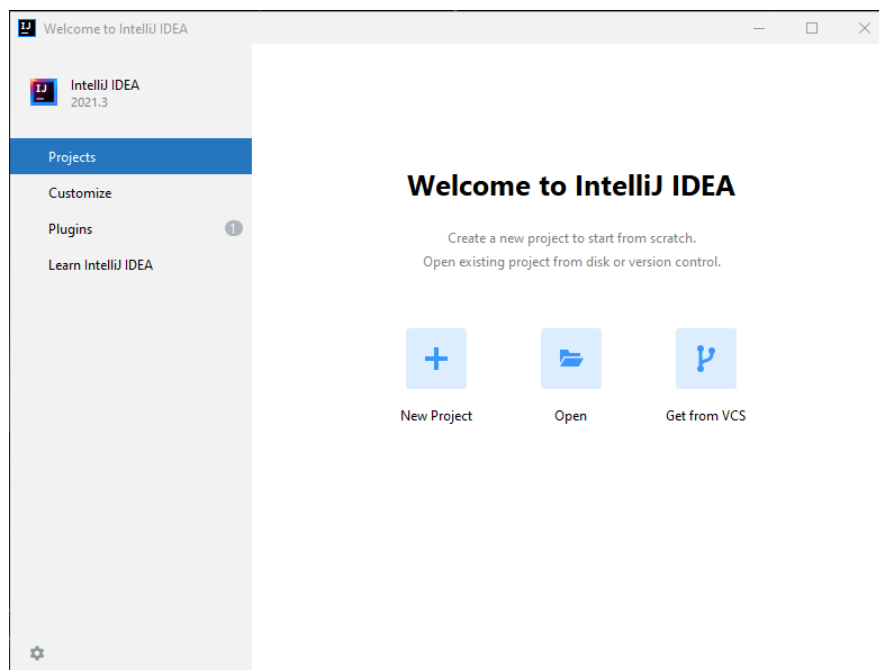 Welcome to IntelliJ IDEA
IntelliJ IDEA
2021.3
Projects
Customize
Plugins
1
Learn IntelliJ IDEA
Welcome to IntelliJ IDEA
Create a new project to start from scratch.
Open existing project from disk or version control.
New Project
Open
Get from VCS